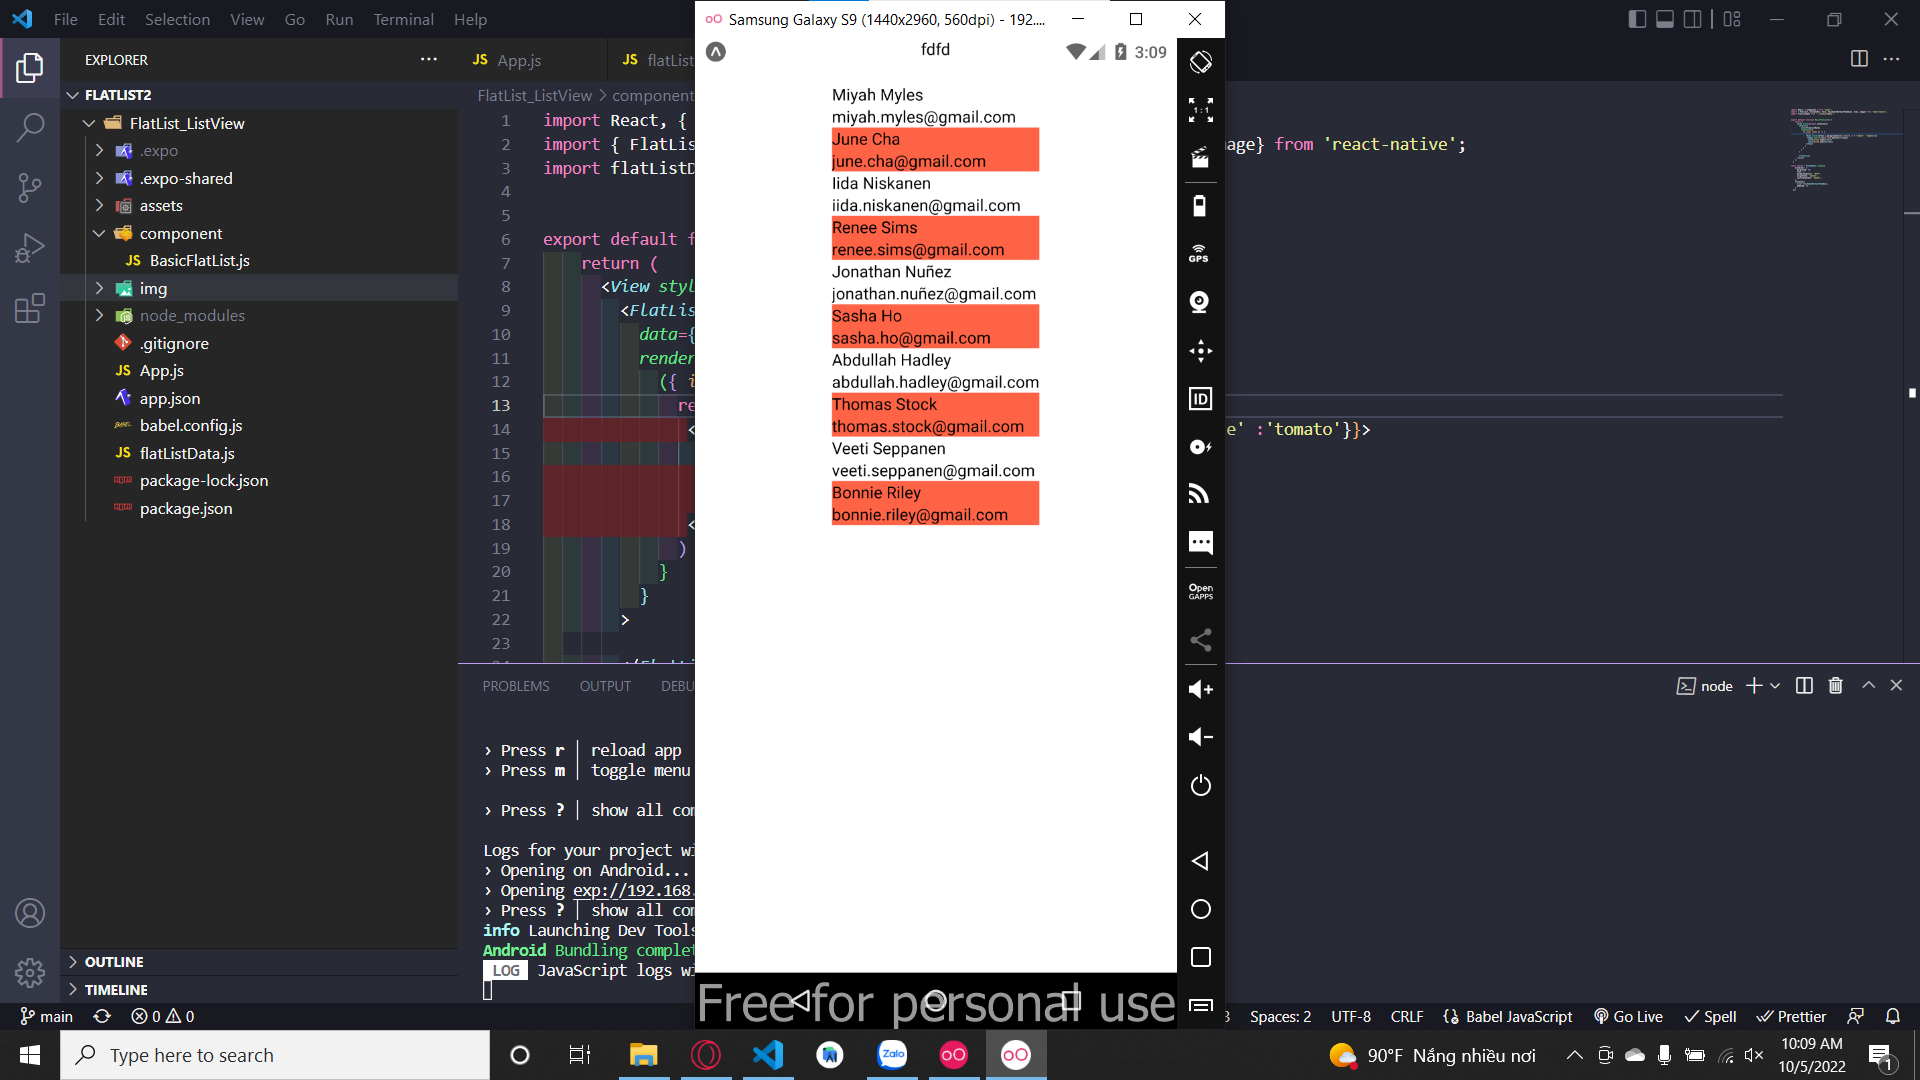 File Edit Selection View Go Run Terminal Help
EXPLORER
FLATLIST2
FlatList_ListView
.expo
.expo-shared
assets
component
JS BasicFlatList.js
img
node_modules
.gitignore
JS App.js
app.json
babel.config.js
JS flatListData.js
package-lock.json
package.json
OUTLINE
TIMELINE
JS App.js
JS flatList
FlatList_ListView > component
1 import React, {
2 import { FlatLis
age} from 'react-native';
3 import flatListD
4
5
6 export default f
7 return (
8 <View styl
9 <FlatLis
10 data={
11 render
12 ({ i
13 re
14 <
e' :'tomato'}}>
15
16
17
18 <
19 )
20 }
21 }
22 >
23
Samsung Galaxy S9 (1440x2960, 560dpi) - 192....
fdfd
3:09
Miyah Myles
miyah.myles@gmail.com
June Cha
june.cha@gmail.com
Iida Niskanen
iida.niskanen@gmail.com
Renee Sims
renee.sims@gmail.com
Jonathan Nuñez
jonathan.nuñez@gmail.com
Sasha Ho
sasha.ho@gmail.com
Abdullah Hadley
abdullah.hadley@gmail.com
Thomas Stock
thomas.stock@gmail.com
Veeti Seppanen
veeti.seppanen@gmail.com
Bonnie Riley
bonnie.riley@gmail.com
Free for personal use
1:1
GPS
ID
Open
GAPPS
PROBLEMS OUTPUT DEBU
node
› Press r │ reload app
› Press m │ toggle menu
› Press ? │ show all com
Logs for your project wi
› Opening on Android...
› Opening exp://192.168.
› Press ? │ show all com
info Launching Dev Tools
Android Bundling complet
LOG JavaScript logs wi
main 0 0
3 Spaces: 2 UTF-8 CRLF Babel JavaScript Go Live Spell Prettier
Type here to search
Zalo
90°F Nắng nhiều nơi
10:09 AM
10/5/2022
1